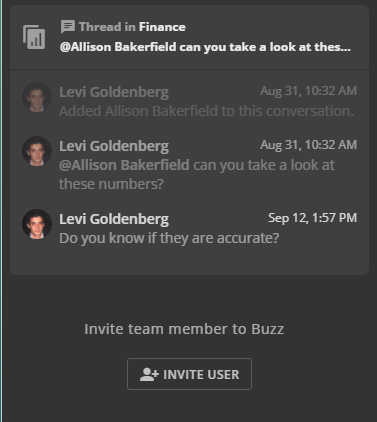 Thread in Finance
@Allison Bakerfield can you take a look at thes...
Levi Goldenberg Aug 31, 10:32 AM
Added Allison Bakerfield to this conversation.
Levi Goldenberg Aug 31, 10:32 AM
@Allison Bakerfield can you take a look at
these numbers?
Levi Goldenberg Sep 12, 1:57 PM
Do you know if they are accurate?
Invite team member to Buzz
INVITE USER